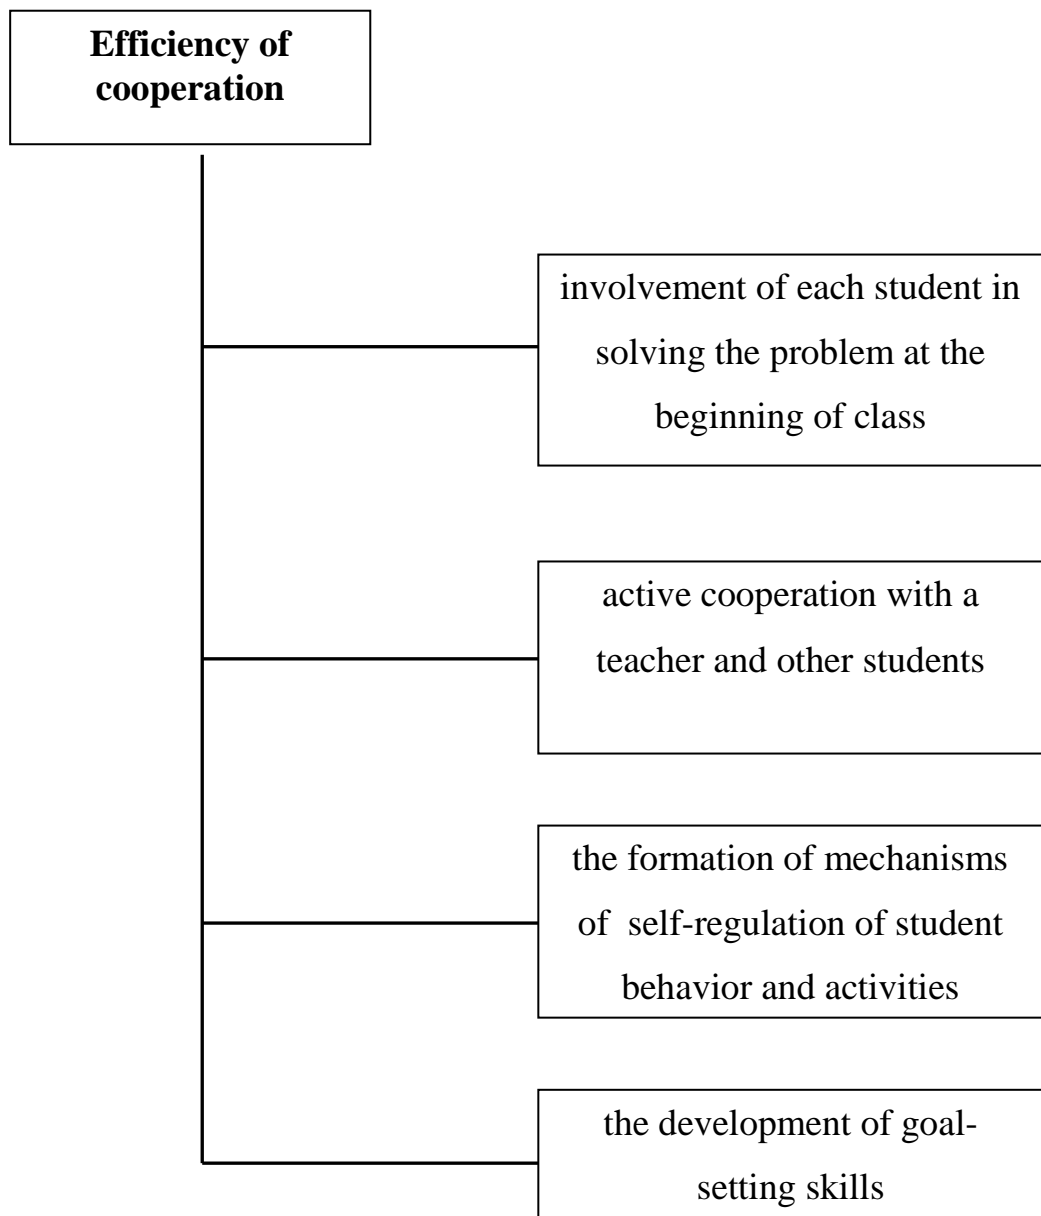 Efficiency of
cooperation
involvement of each student in
solving the problem at the
beginning of class
active cooperation with a
teacher and other students
the formation of mechanisms
of  self-regulation of student
behavior and activities
the development of goal-
setting skills